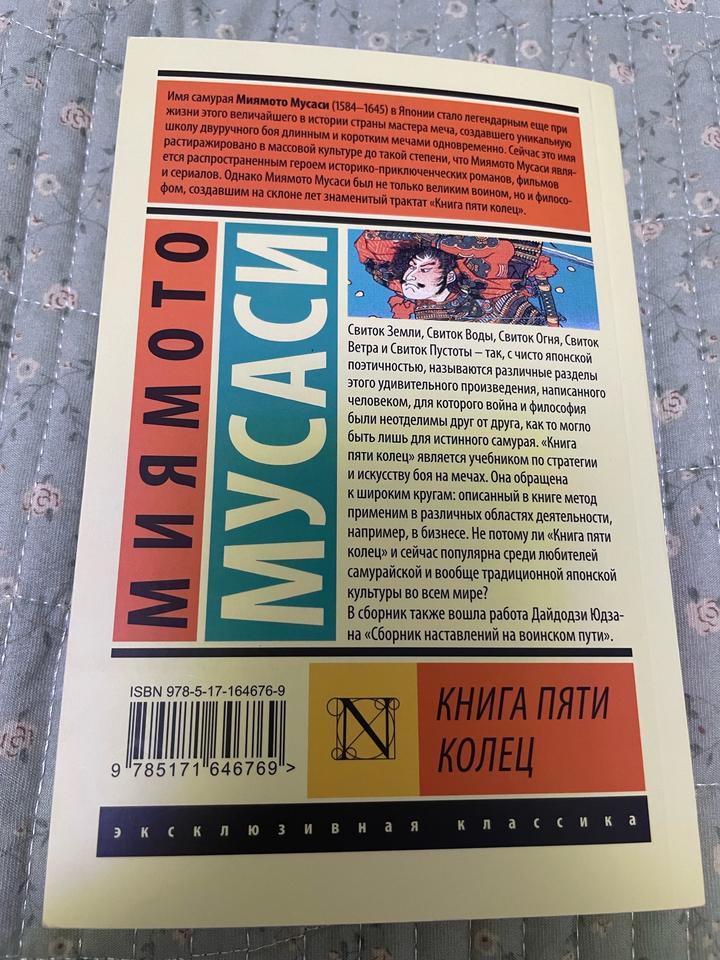 Имя самурая Миямото Мусаси (1584–1645) в Японии стало легендарным еще при
жизни этого величайшего в истории страны мастера меча, создавшего уникальную
школу двуручного боя длинным и коротким мечами одновременно. Сейчас это имя
растиражировано в массовой культуре до такой степени, что Миямото Мусаси явля-
ется распространенным героем историко-приключенческих романов, фильмов
и сериалов. Однако Миямото Мусаси был не только великим воином, но и филосо-
фом, создавшим на склоне лет знаменитый трактат «Книга пяти колец».
МИЯМОТО
МУСАСИ
Свиток Земли, Свиток Воды, Свиток Огня, Свиток
Ветра и Свиток Пустоты – так, с чисто японской
поэтичностью, называются различные разделы
этого удивительного произведения, написанного
человеком, для которого война и философия
были неотделимы друг от друга, как то могло
быть лишь для истинного самурая. «Книга
пяти колец» является учебником по стратегии
и искусству боя на мечах. Она обращена
к широким кругам: описанный в книге метод
применим в различных областях деятельности,
например, в бизнесе. Не потому ли «Книга пяти
колец» и сейчас популярна среди любителей
самурайской и вообще традиционной японской
культуры во всем мире?
В сборник также вошла работа Дайдодзи Юдза-
на «Сборник наставлений на воинском пути».
ISBN 978-5-17-164676-9
9 785171 646769 >
N
КНИГА ПЯТИ
КОЛЕЦ
эксклюзивная классика